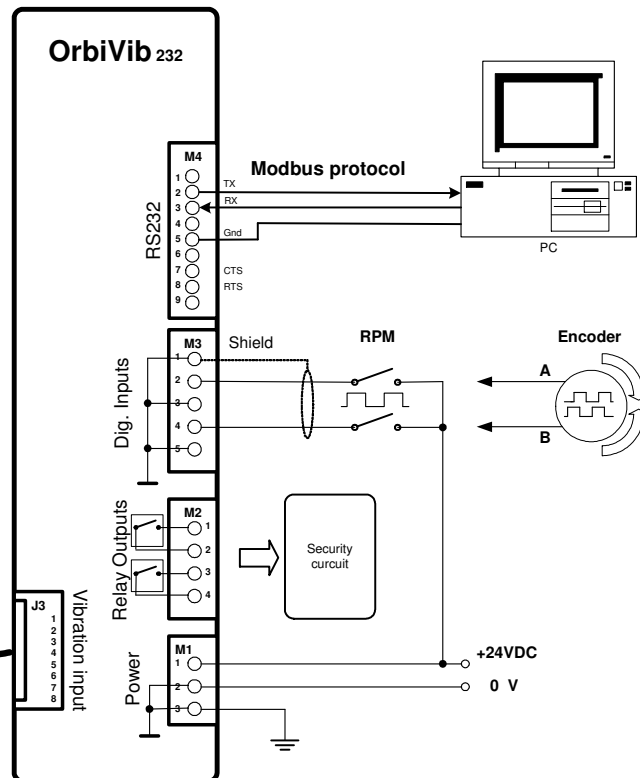 OrbiVib 232
M4
Modbus protocol
RS232
1
2 TX
3 RX
4
5 Gnd
6
7 CTS
8 RTS
9
PC
M3
Shield
RPM
Encoder
Dig. Inputs
1
2
3
4
5
A
B
M2
Relay Outputs
1
2
3
4
Security
curcuit
J3
1
2
3
4
5
6
7
8
Vibration input
M1
Power
1
2
3
+24VDC
0 V